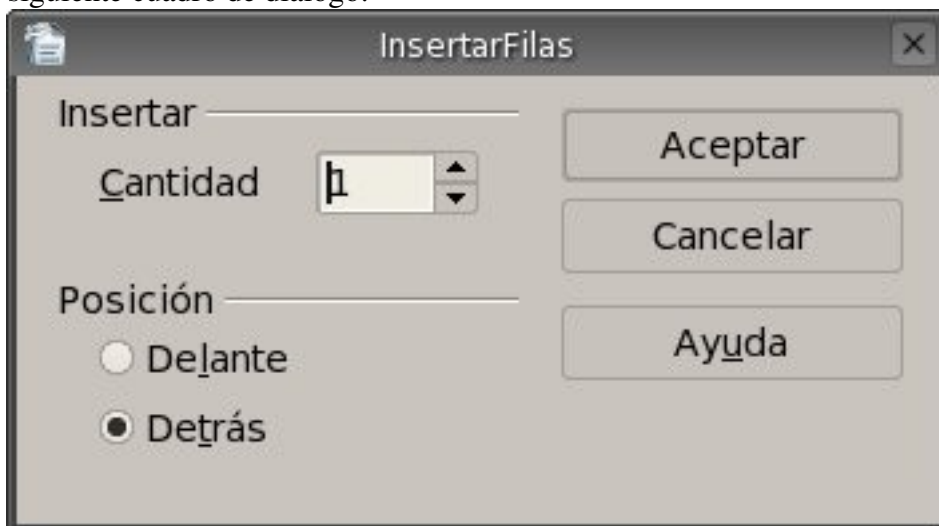 siguiente cuadro de diálogo:
InsertarFilas
Insertar
Cantidad 1
Aceptar
Cancelar
Posición
Delante
Ayuda
Detrás